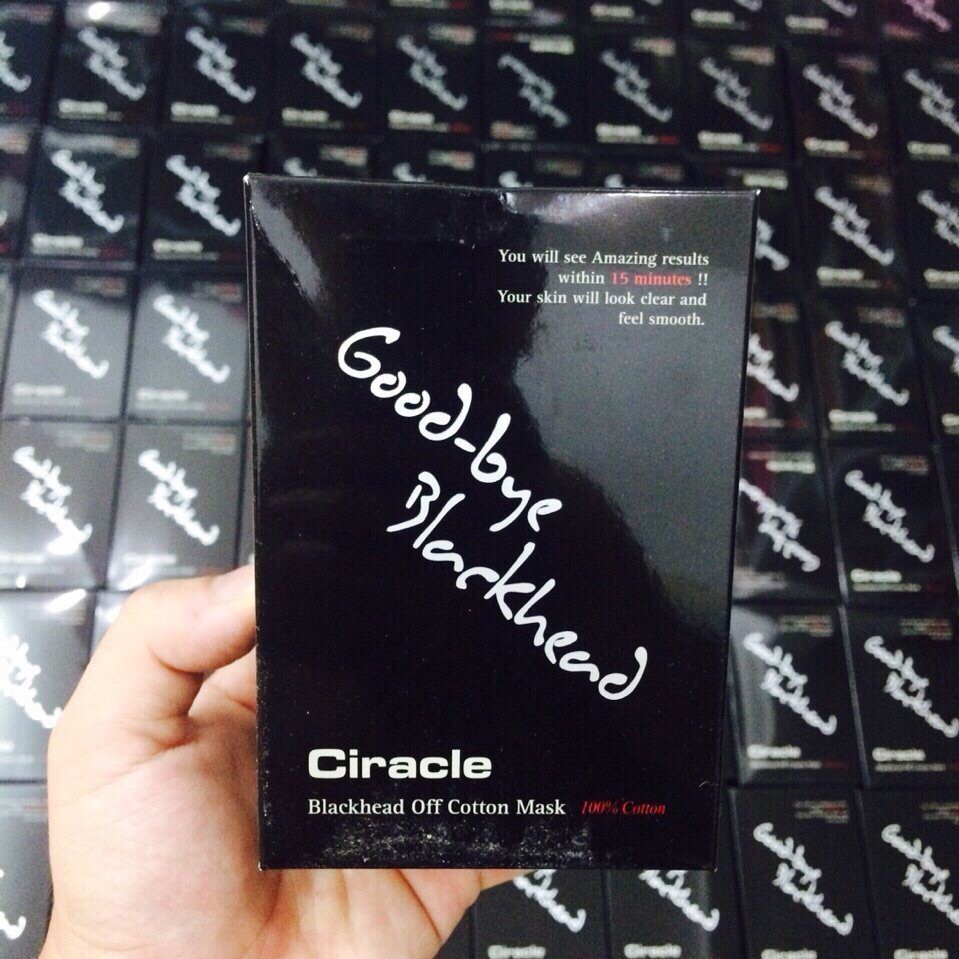 You will see Amazing results
within 15 minutes !!
Your skin will look clear and
feel smooth.
Good-bye
Blackhead
Ciracle
Blackhead Off Cotton Mask 100% Cotton